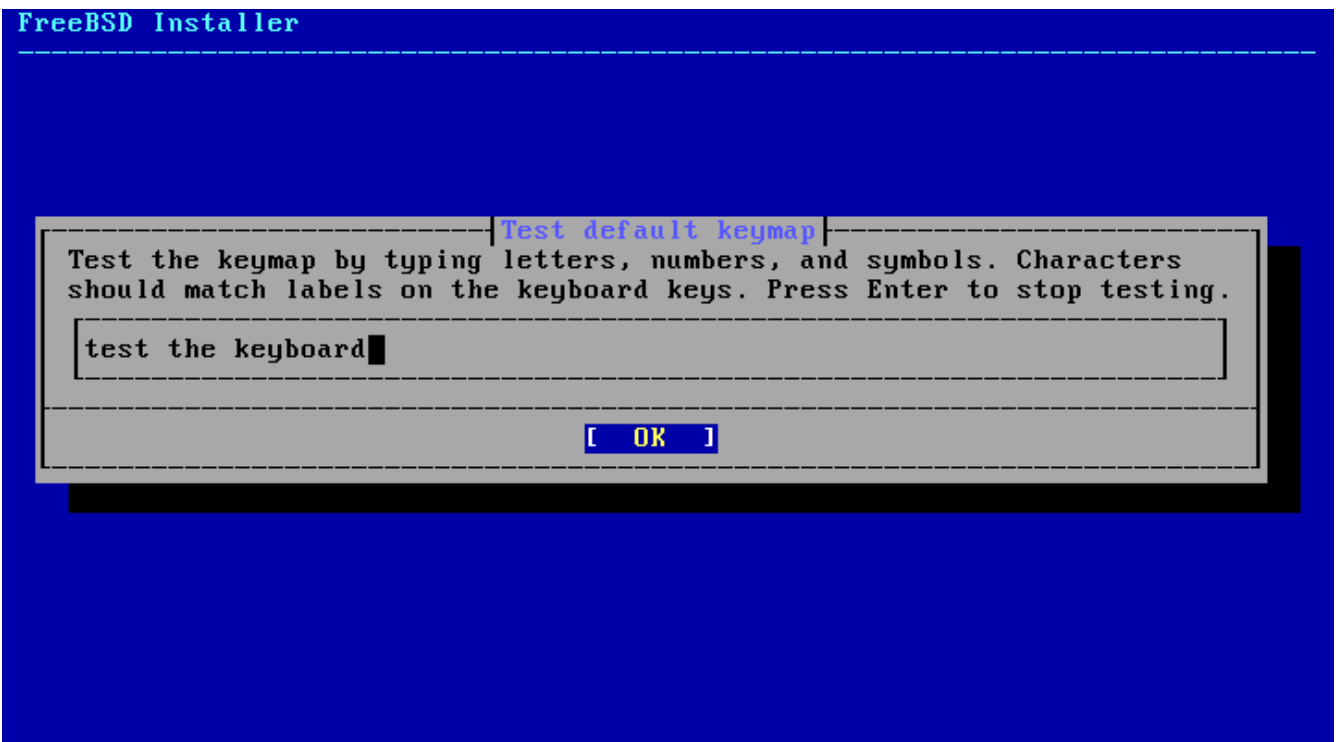 FreeBSD Installer
Test default keymap
Test the keymap by typing letters, numbers, and symbols. Characters
should match labels on the keyboard keys. Press Enter to stop testing.
test the keyboard
[ OK ]